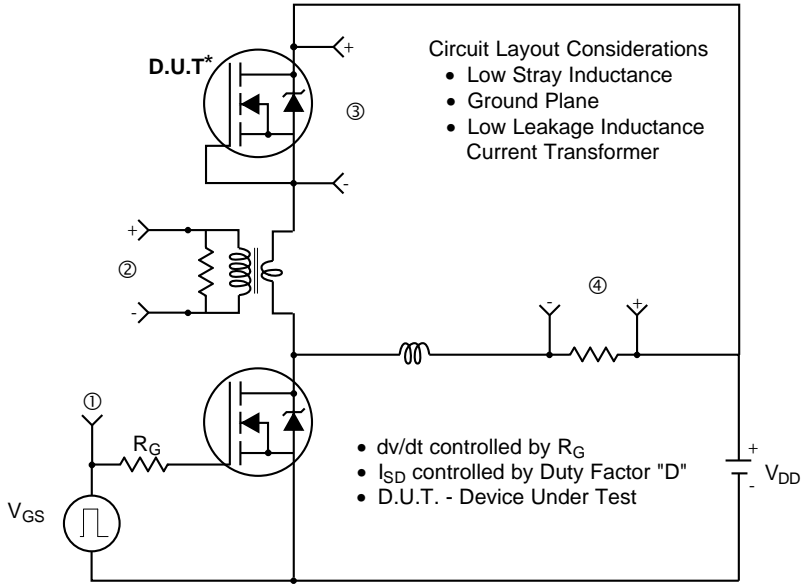 D.U.T*
+
③
-
Circuit Layout Considerations
• Low Stray Inductance
• Ground Plane
• Low Leakage Inductance
Current Transformer
+
②
-
④
- +
①
R_G
V_GS
• dv/dt controlled by R_G
• I_SD controlled by Duty Factor "D"
• D.U.T. - Device Under Test
+
V_DD
-